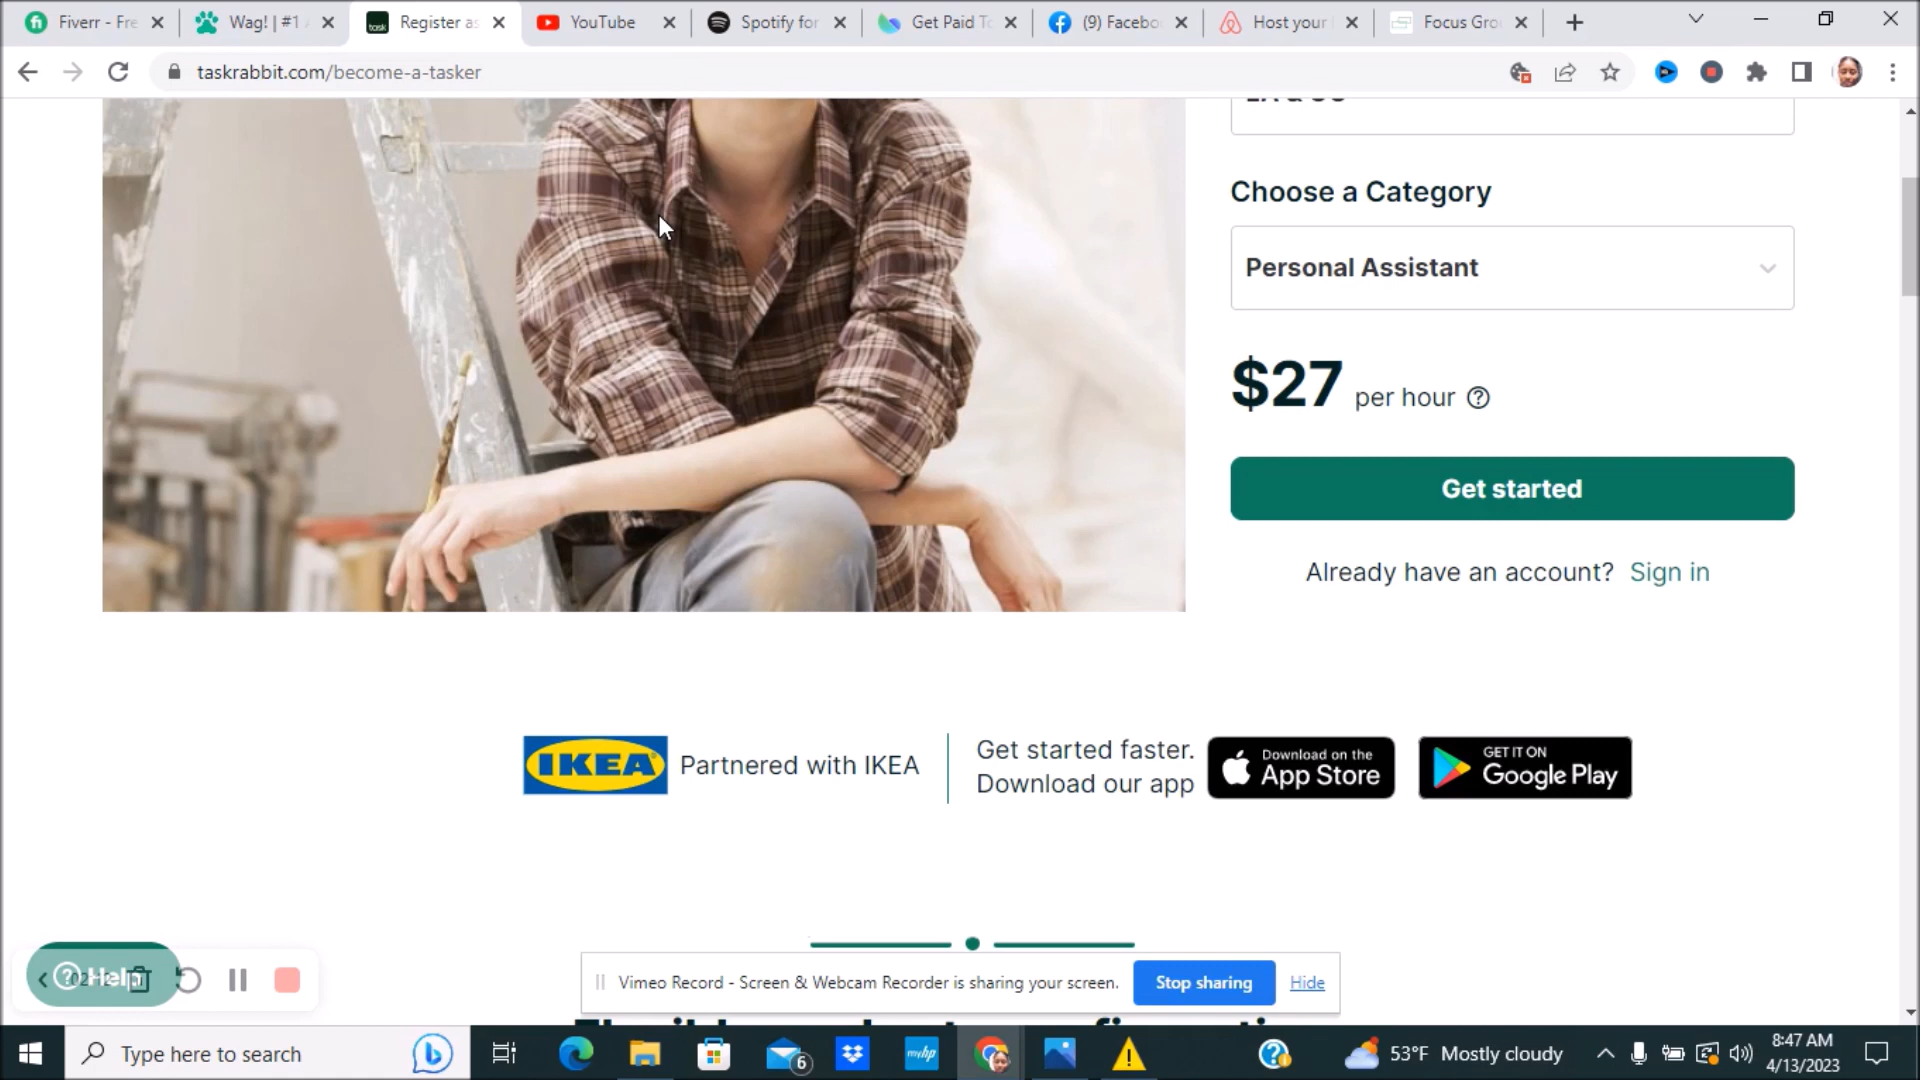 Fiverr - Fre
Wag! | #1
Register as
YouTube
Spotify for
Get Paid T
(9) Facebo
Host your
Focus Gro
taskrabbit.com/become-a-tasker
Choose a Category
Personal Assistant
$27 per hour
Get started
Already have an account? Sign in
IKEA
Partnered with IKEA
Get started faster.
Download our app
Download on the
App Store
GET IT ON
Google Play
Help
Vimeo Record - Screen & Webcam Recorder is sharing your screen.
Stop sharing
Hide
Type here to search
6
myhp
53°F Mostly cloudy
8:47 AM
4/13/2023